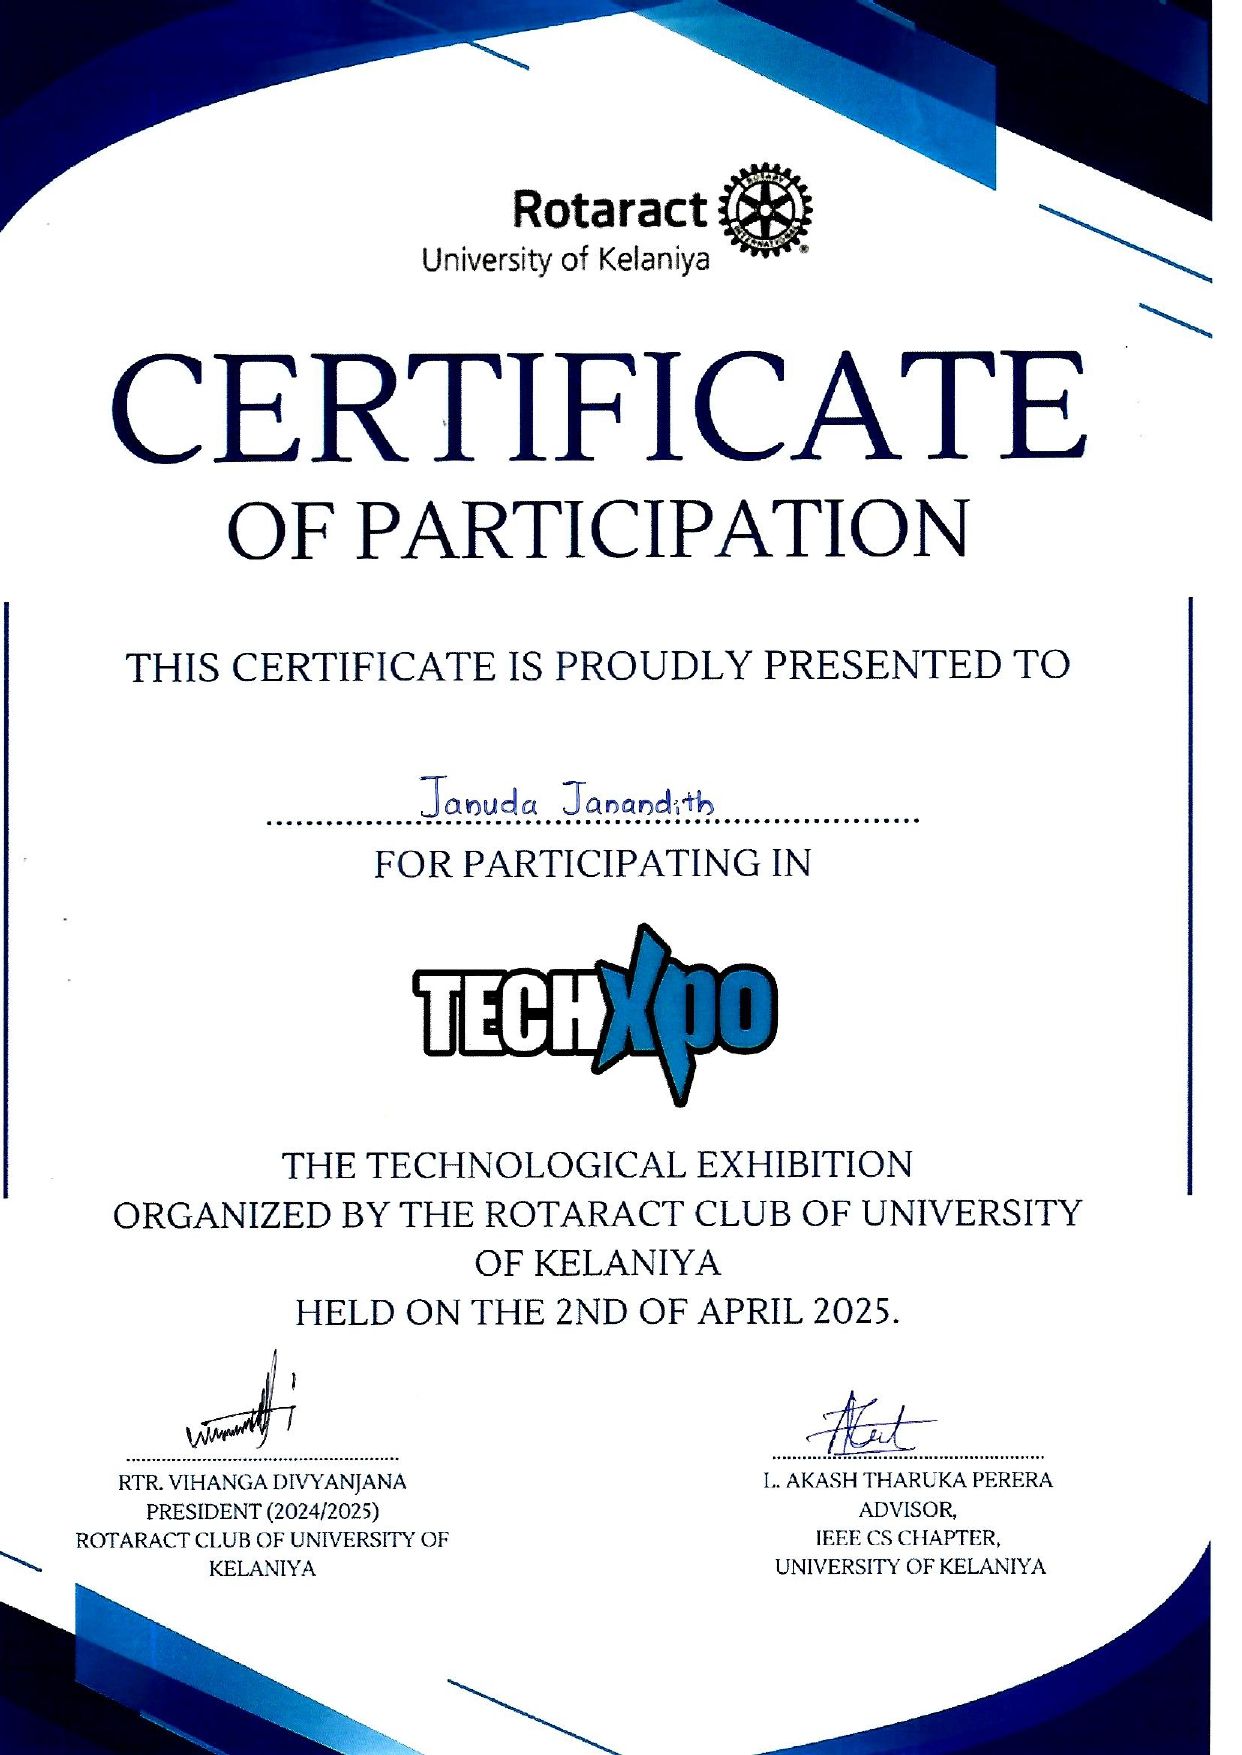 Rotaract
University of Kelaniya
ROTARY
INTERNATIONAL
CERTIFICATE
OF PARTICIPATION
THIS CERTIFICATE IS PROUDLY PRESENTED TO
Januda Janandith
FOR PARTICIPATING IN
TECHXpo
THE TECHNOLOGICAL EXHIBITION
ORGANIZED BY THE ROTARACT CLUB OF UNIVERSITY
OF KELANIYA
HELD ON THE 2ND OF APRIL 2025.
RTR. VIHANGA DIVYANJANA
PRESIDENT (2024/2025)
ROTARACT CLUB OF UNIVERSITY OF
KELANIYA
L. AKASH THARUKA PERERA
ADVISOR,
IEEE CS CHAPTER,
UNIVERSITY OF KELANIYA